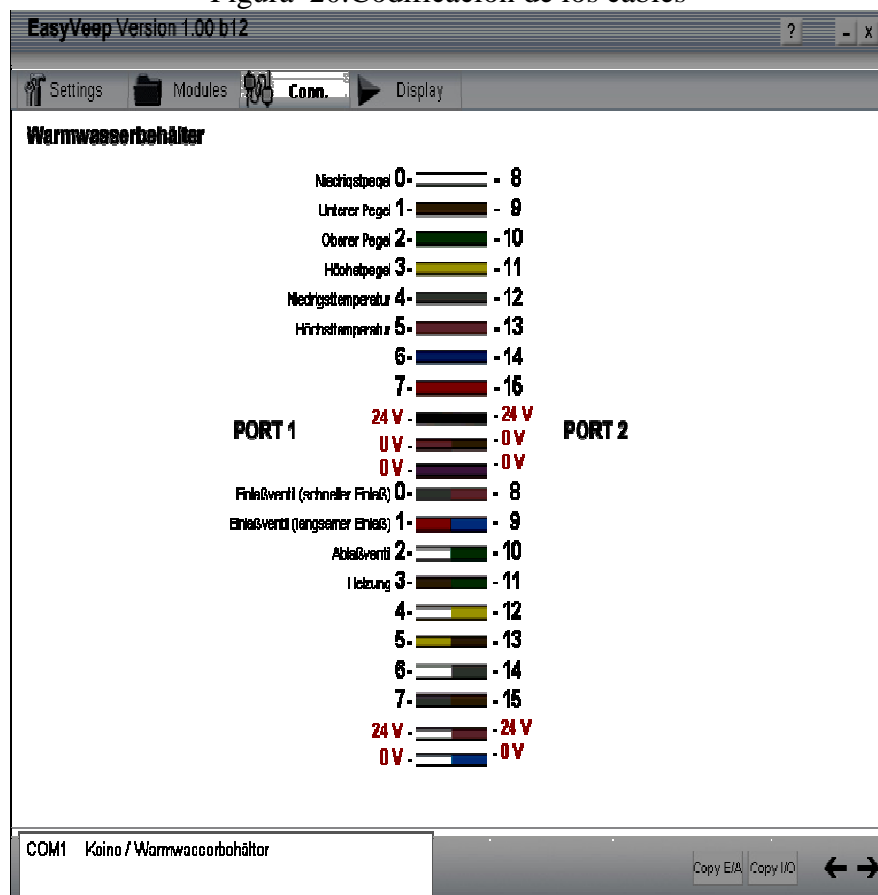 Figura 20.Codificación de los cables
EasyVeep Version 1.00 b12 ? - x
Settings Modules Conn. Display
Warmwasserbehälter
Niedrigstpegel 0- - 8
Unterer Pegel 1- - 9
Oberer Pegel 2- - 10
Höchstpegel 3- - 11
Niedrigsttemperatur 4- - 12
Höchsttemperatur 5- - 13
6- - 14
7- - 15
24 V - - 24 V
PORT 1 PORT 2
0 V - - 0 V
0 V - - 0 V
Einlaßventil (schneller Einlaß) 0- - 8
Einlaßventil (langsamer Einlaß) 1- - 9
Ablaßventil 2- - 10
Heizung 3- - 11
4- - 12
5- - 13
6- - 14
7- - 15
24 V - - 24 V
0 V - - 0 V
COM1 Keine / Warmwasserbehälter
Copy E/A Copy I/O